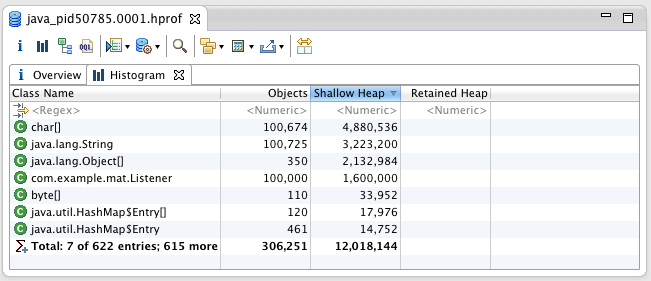 java_pid50785.0001.hprof
i OQL
i Overview Histogram
Class Name Objects Shallow Heap Retained Heap
<Regex> <Numeric> <Numeric> <Numeric>
char[] 100,674 4,880,536
java.lang.String 100,725 3,223,200
java.lang.Object[] 350 2,132,984
com.example.mat.Listener 100,000 1,600,000
byte[] 110 33,952
java.util.HashMap$Entry[] 120 17,976
java.util.HashMap$Entry 461 14,752
Total: 7 of 622 entries; 615 more 306,251 12,018,144